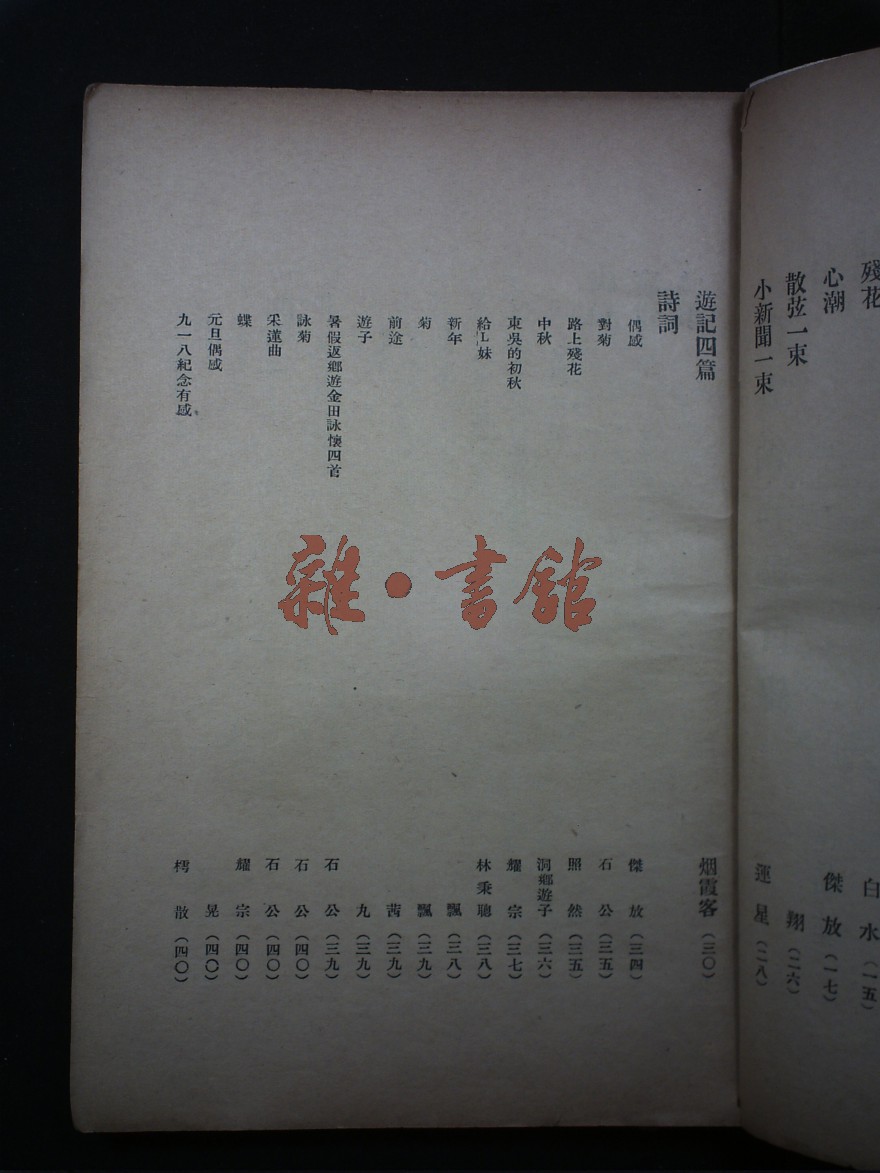 殘花 白水(一五)
心潮 傑放(一七)
散弦一束 翔(二六)
小新聞一束 運星(二八)
遊記四篇 烟霞客(三〇)
詩詞
偶感 傑放(三四)
對菊 石公(三五)
路上殘花 照然(三五)
中秋 洞鄉遊子(三六)
東吳的初秋 耀宗(三七)
給L妹 林秉聰(三八)
新年 飄(三八)
菊 飄(三九)
前途 茜(三九)
遊子 九(三九)
暑假返鄉遊金田詠懷四首 石公(三九)
詠菊 石公(四〇)
采蓮曲 石公(四〇)
蝶 耀宗(四〇)
元旦偶感 晃(四〇)
九一八紀念有感 樗散(四〇)
雜·書館